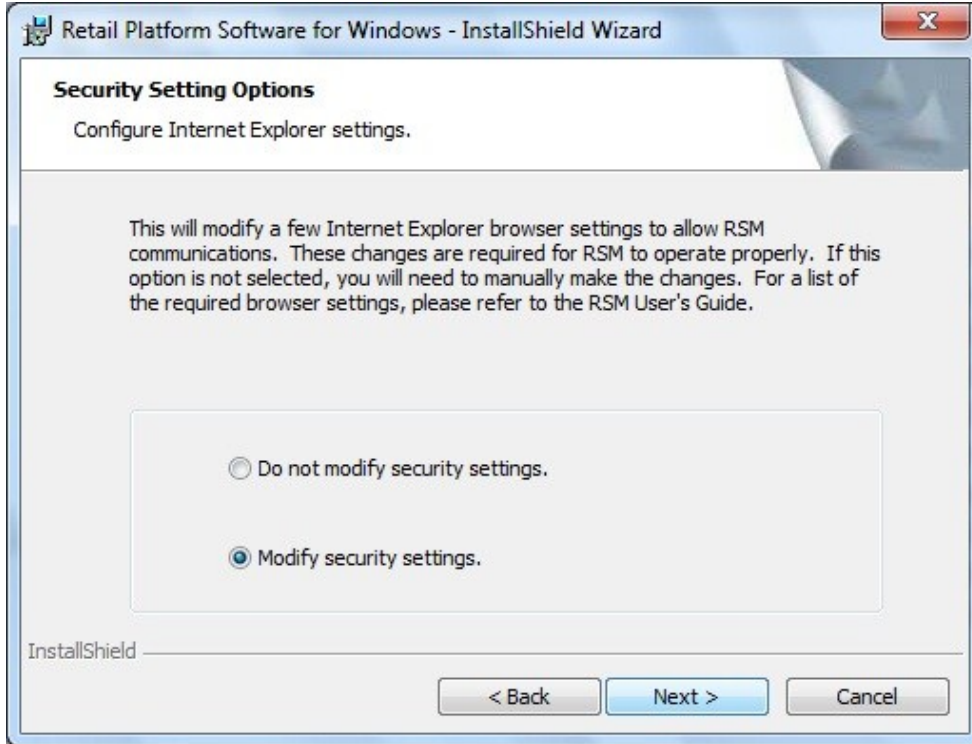 Retail Platform Software for Windows - InstallShield Wizard
Security Setting Options
Configure Internet Explorer settings.
This will modify a few Internet Explorer browser settings to allow RSM
communications. These changes are required for RSM to operate properly. If this
option is not selected, you will need to manually make the changes. For a list of
the required browser settings, please refer to the RSM User's Guide.
Do not modify security settings.
Modify security settings.
InstallShield
< Back Next > Cancel